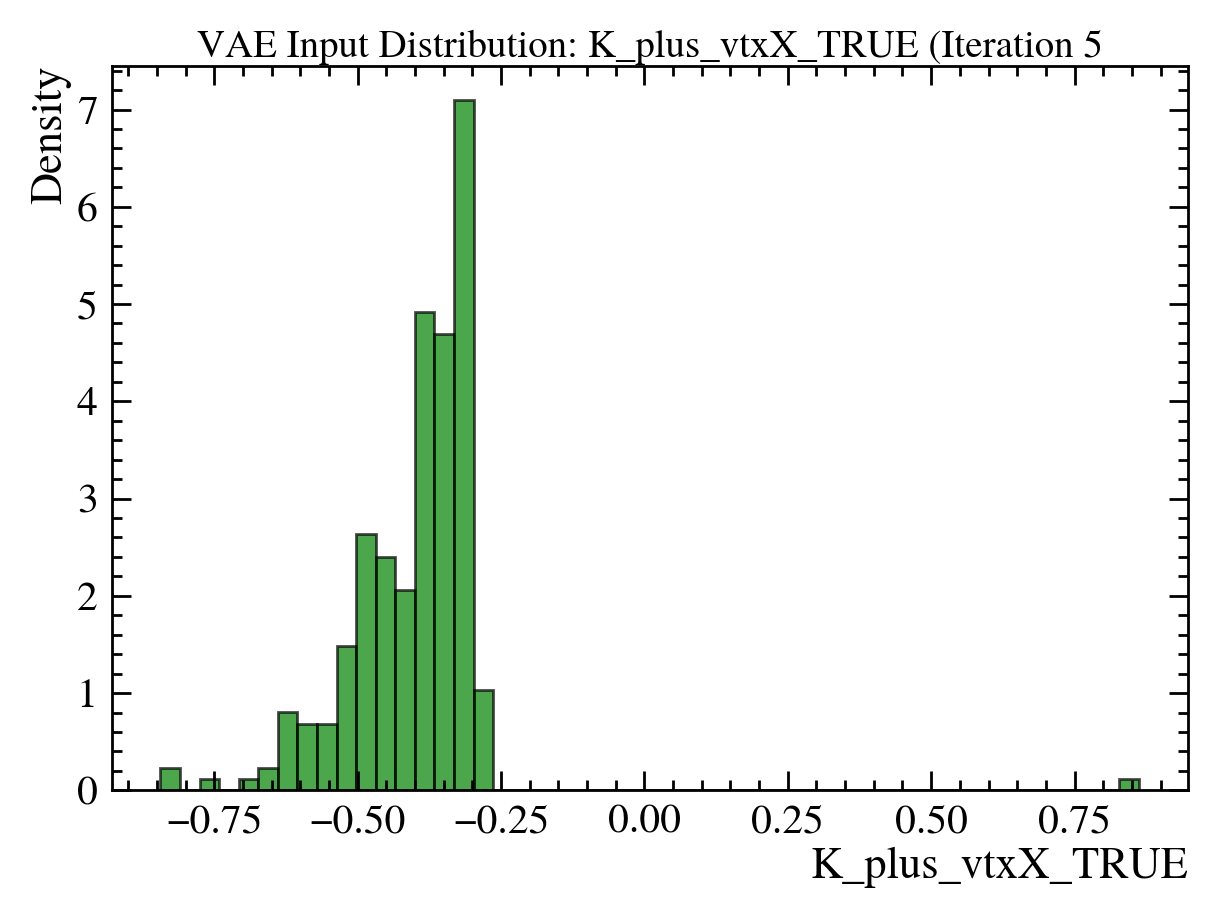 VAE Input Distribution: K_plus_vtxX_TRUE (Iteration 5
Density
7
6
5
4
3
2
1
0
−0.75 −0.50 −0.25 0.00 0.25 0.50 0.75
K_plus_vtxX_TRUE